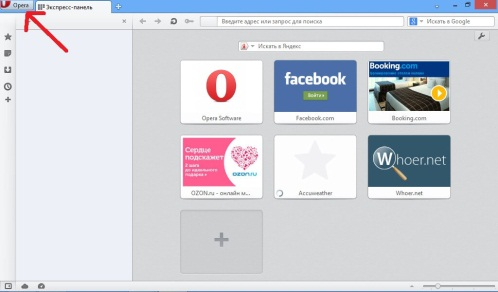 Opera
Экспресс-панель
Введите адрес или запрос для поиска
Искать в Google
Искать в Яндекс
facebook
Войти
Booking.com
Opera Software
Facebook.com
Booking.com
Сердце
подскажет
OZON.ru
Whoer.net
OZON.ru - онлайн м...
Accuweather
Whoer.net